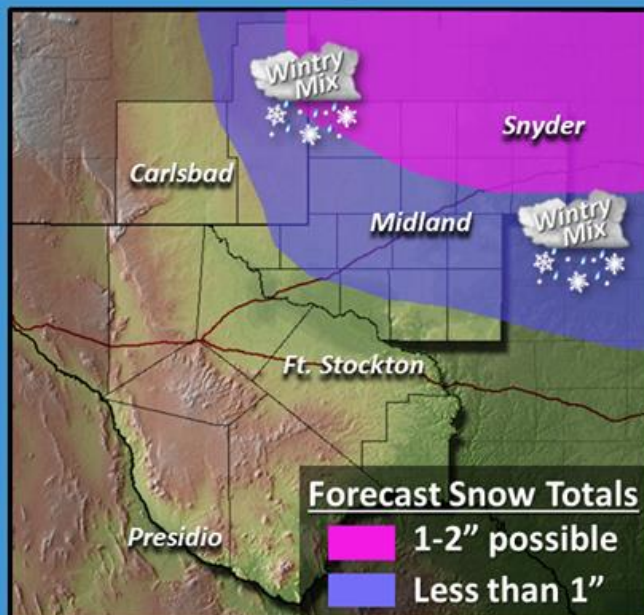 Wintry
Mix
Snyder
Carlsbad
Midland
Wintry
Mix
Ft. Stockton
Presidio
Forecast Snow Totals
1-2” possible
Less than 1”